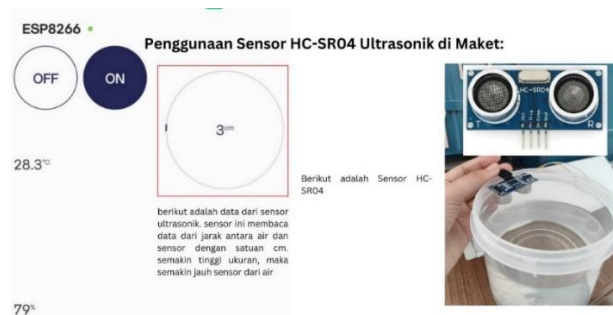 ESP8266
Penggunaan Sensor HC-SR04 Ultrasonik di Maket:
OFF
ON
3cm
28.3°C
berikut adalah data dari sensor
ultrasonik. sensor ini membaca
data dari jarak antara air dan
sensor dengan satuan cm.
semakin tinggi ukuran, maka
semakin jauh sensor dari air
79%
Berikut adalah Sensor HC-
SR04
HC-SR04
T
R